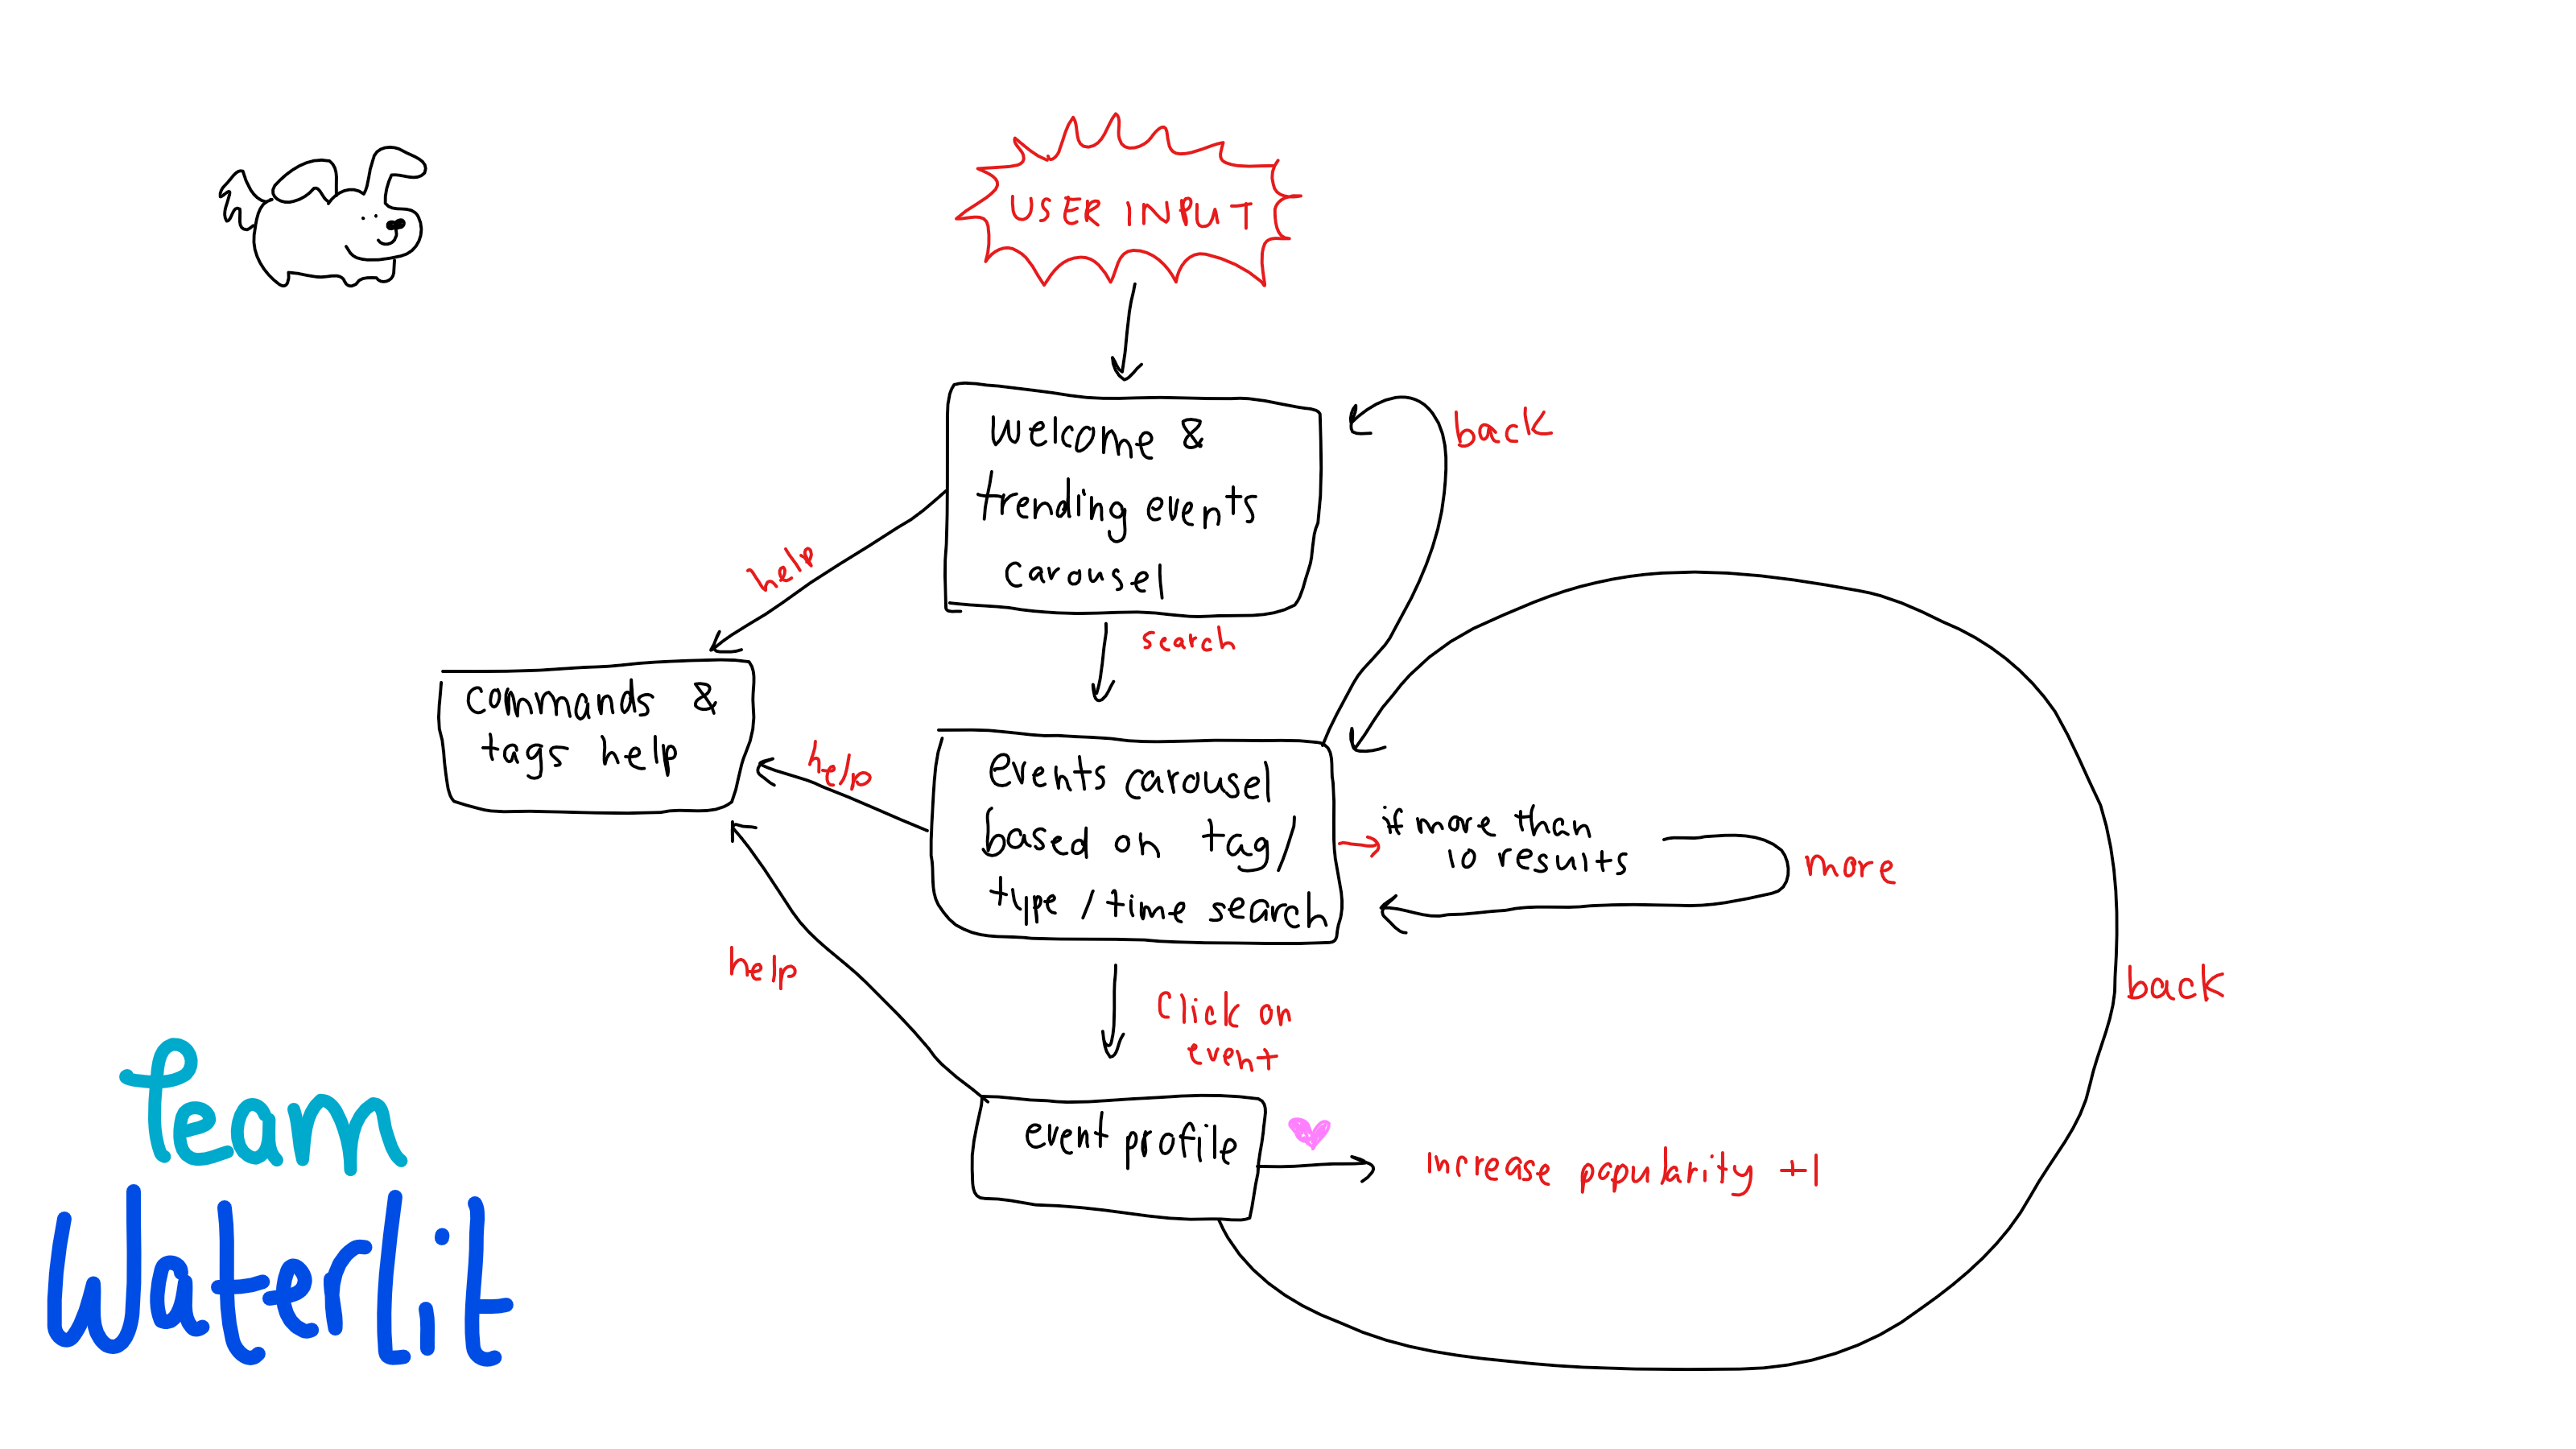 USER INPUT
welcome &
trending events
carousel
back
help
search
commands &
tags help
help
events carousel
based on tag/
type / time search
if more than
10 results
more
help
Click on
event
back
event profile
increase popularity +1
Team
Waterlit